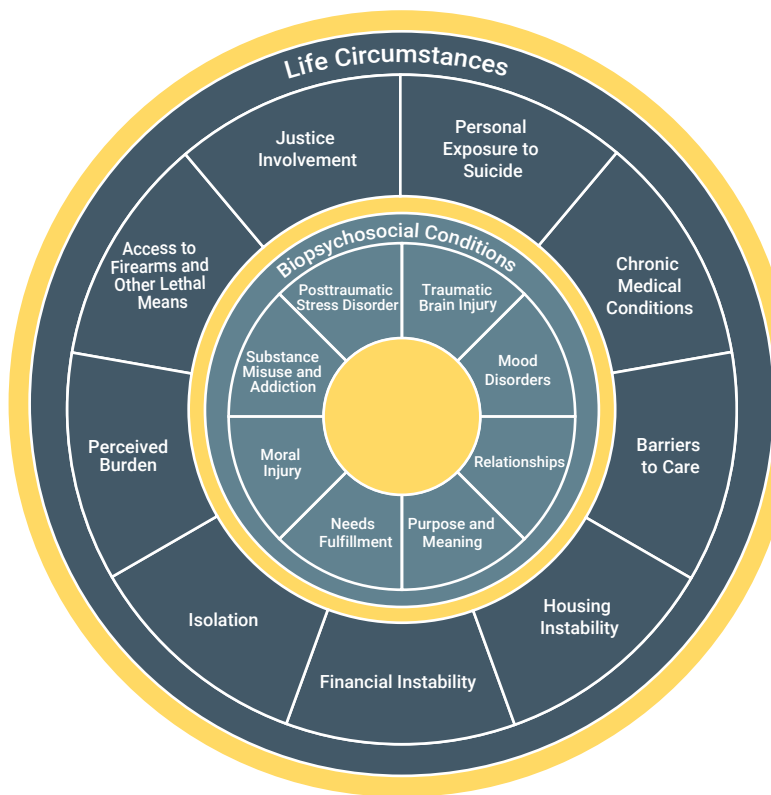 Life Circumstances
Justice
Involvement
Personal
Exposure to
Suicide
Chronic
Medical
Conditions
Barriers
to Care
Housing
Instability
Financial Instability
Isolation
Perceived
Burden
Access to
Firearms and
Other Lethal
Means
Biopsychosocial Conditions
Posttraumatic
Stress Disorder
Traumatic
Brain Injury
Mood
Disorders
Relationships
Purpose and
Meaning
Needs
Fulfillment
Moral
Injury
Substance
Misuse and
Addiction